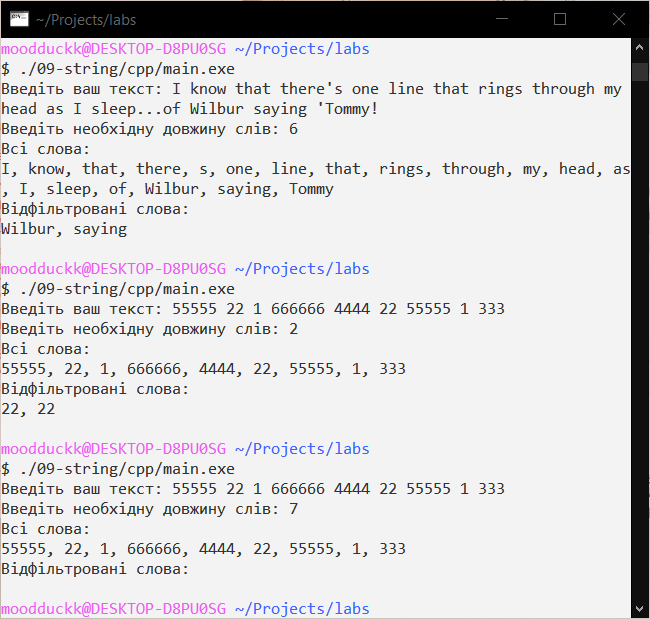 ~/Projects/labs
moodduckk@DESKTOP-D8PU0SG ~/Projects/labs
$ ./09-string/cpp/main.exe
Введіть ваш текст: I know that there's one line that rings through my
head as I sleep...of Wilbur saying 'Tommy!
Введіть необхідну довжину слів: 6
Всі слова:
I, know, that, there, s, one, line, that, rings, through, my, head, as
, I, sleep, of, Wilbur, saying, Tommy
Відфільтровані слова:
Wilbur, saying
moodduckk@DESKTOP-D8PU0SG ~/Projects/labs
$ ./09-string/cpp/main.exe
Введіть ваш текст: 55555 22 1 666666 4444 22 55555 1 333
Введіть необхідну довжину слів: 2
Всі слова:
55555, 22, 1, 666666, 4444, 22, 55555, 1, 333
Відфільтровані слова:
22, 22
moodduckk@DESKTOP-D8PU0SG ~/Projects/labs
$ ./09-string/cpp/main.exe
Введіть ваш текст: 55555 22 1 666666 4444 22 55555 1 333
Введіть необхідну довжину слів: 7
Всі слова:
55555, 22, 1, 666666, 4444, 22, 55555, 1, 333
Відфільтровані слова:
moodduckk@DESKTOP-D8PU0SG ~/Projects/labs